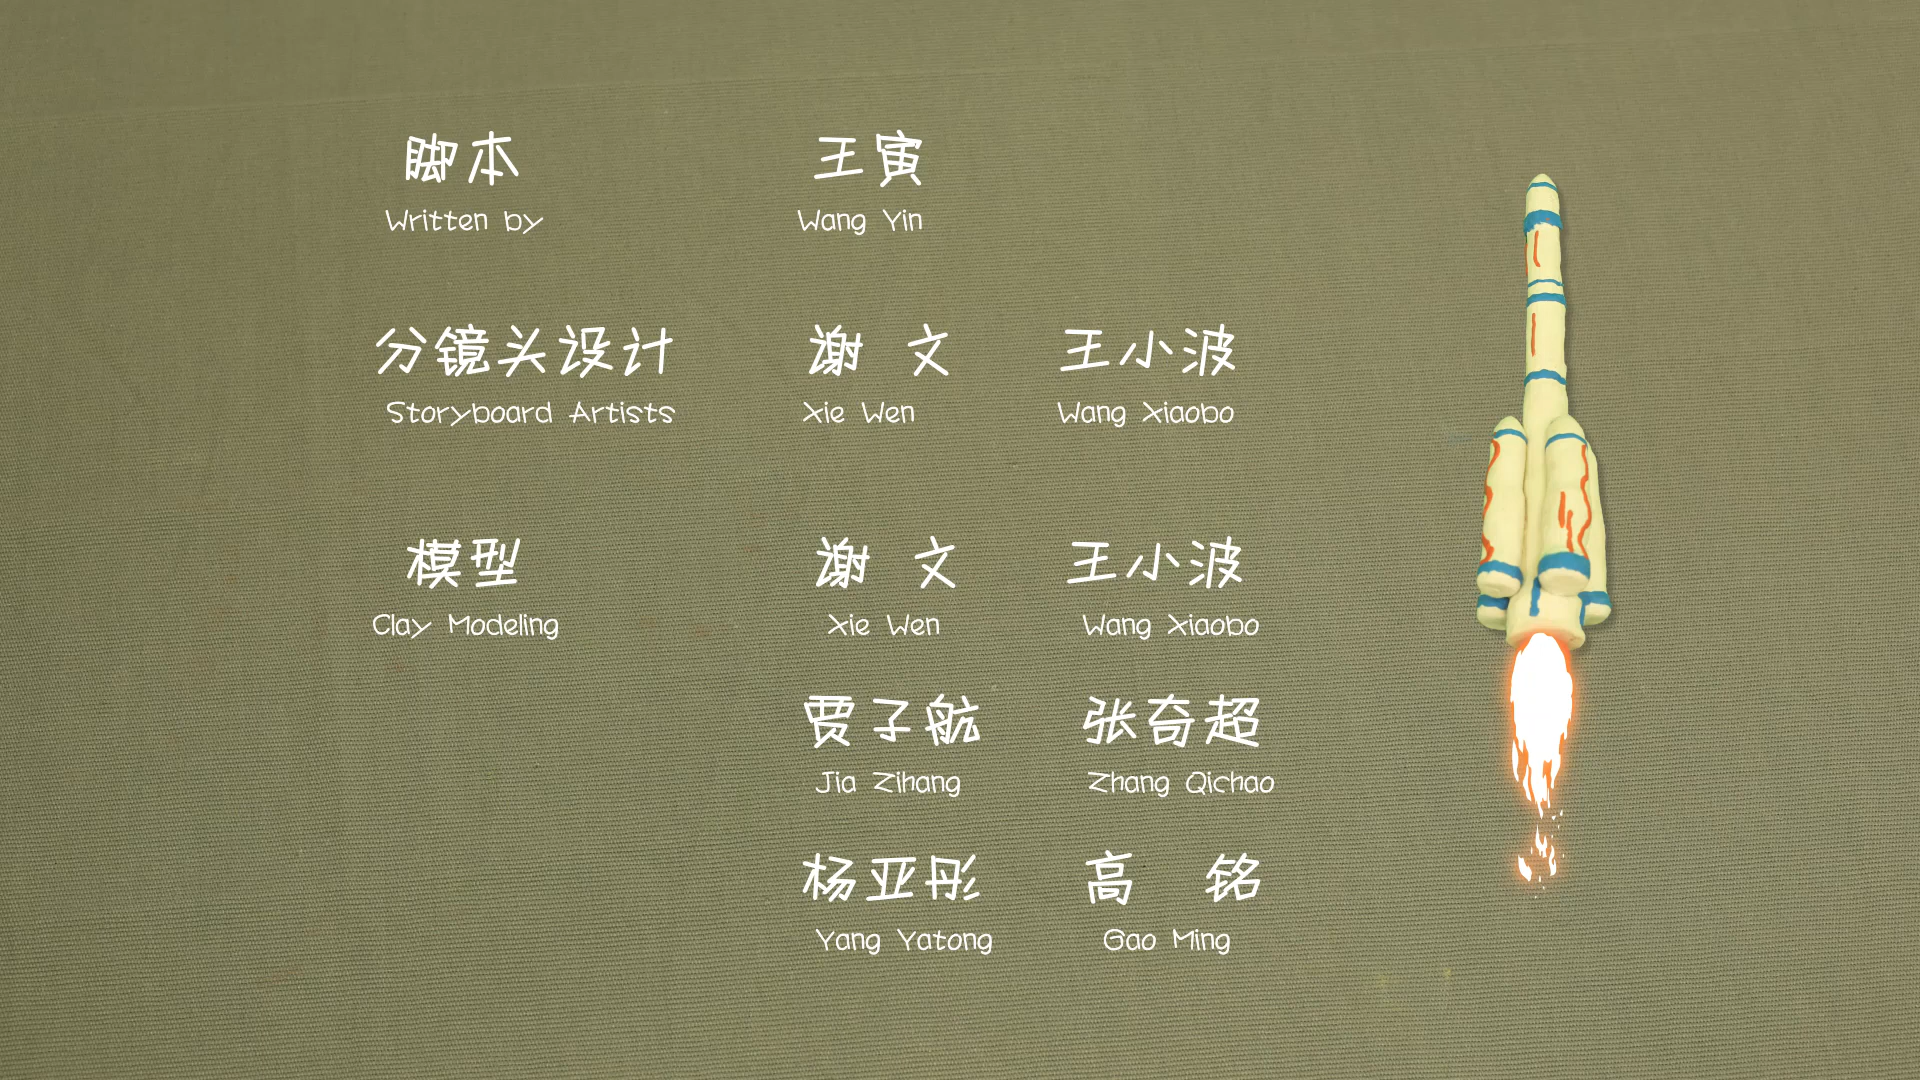 脚本 王寅
Written by Wang Yin
分镜头设计 谢 文 王小波
Storyboard Artists Xie Wen Wang Xiaobo
模型 谢 文 王小波
Clay Modeling Xie Wen Wang Xiaobo
贾子航 张奇超
Jia Zihang Zhang Qichao
杨亚彤 高 铭
Yang Yatong Gao Ming